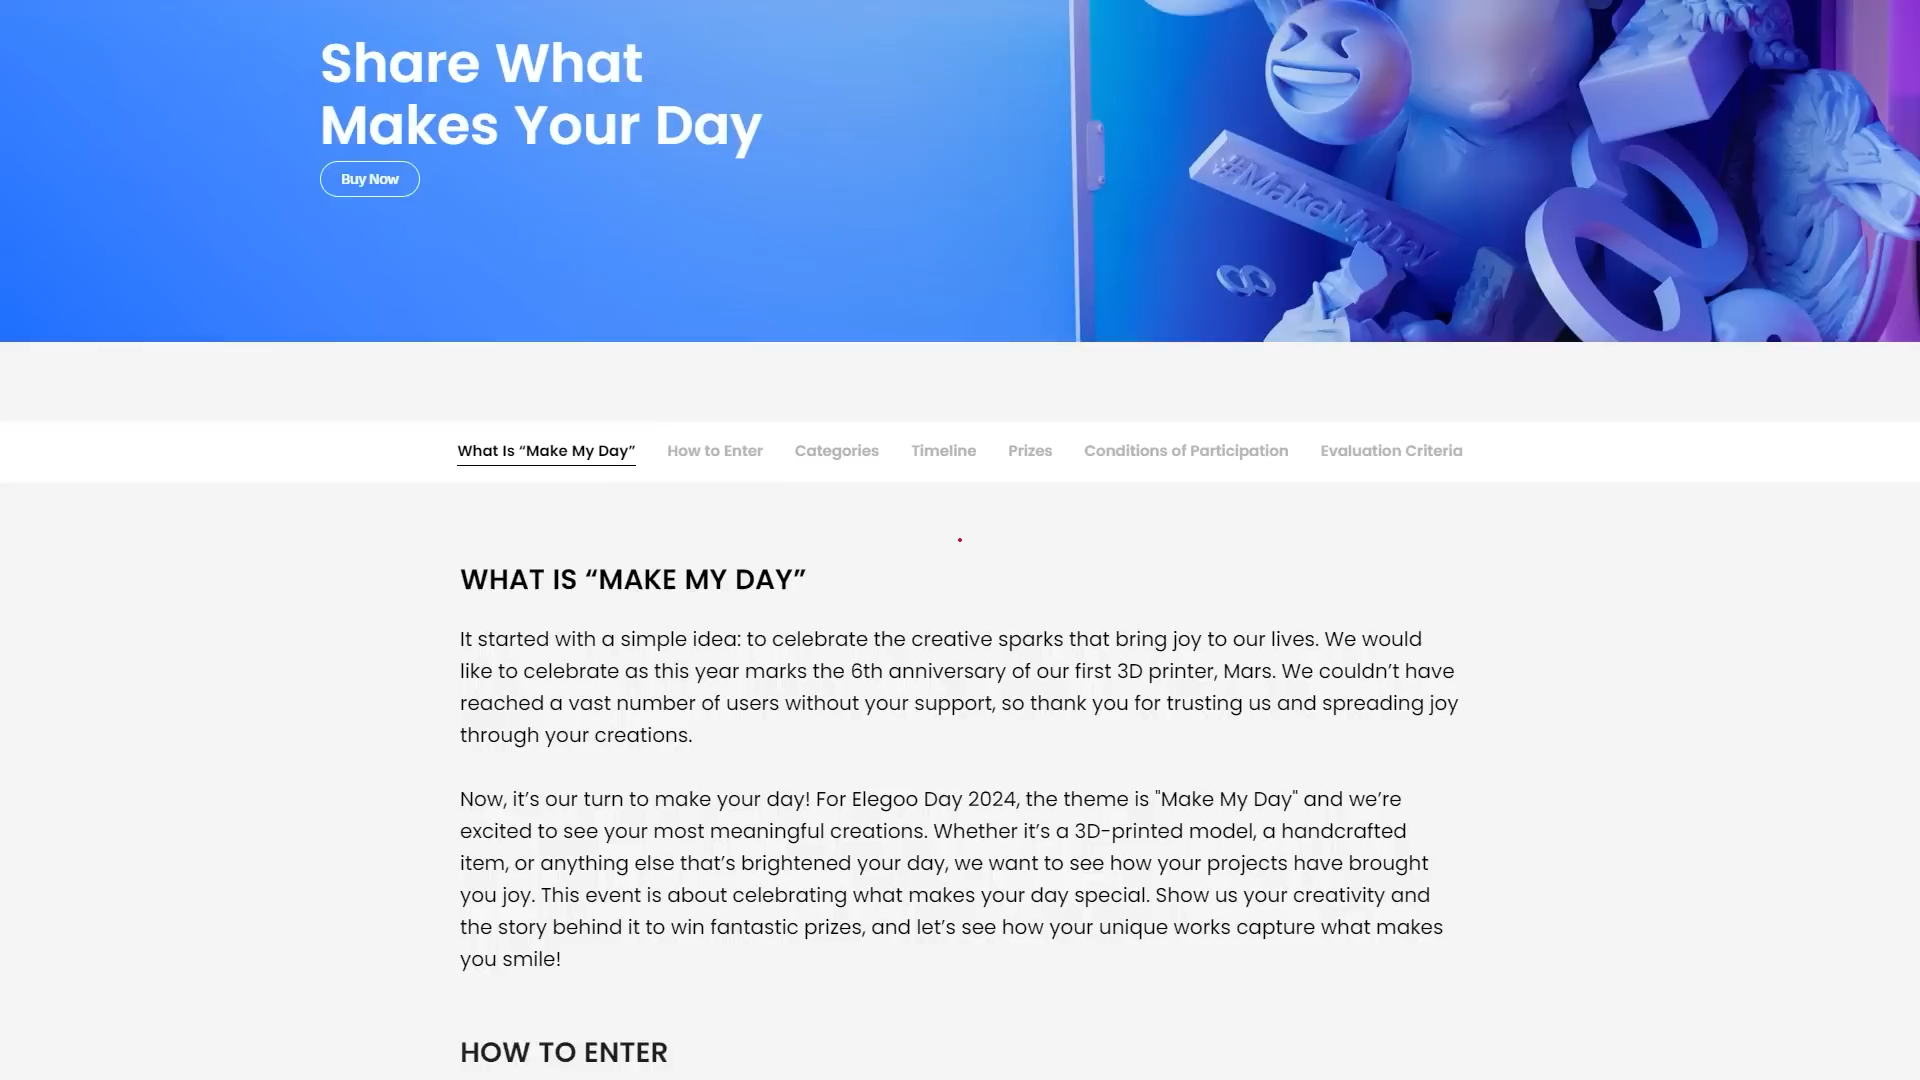 Share What
Makes Your Day
Buy Now
#MakeMyDay
What Is “Make My Day”
How to Enter
Categories
Timeline
Prizes
Conditions of Participation
Evaluation Criteria
WHAT IS “MAKE MY DAY”
It started with a simple idea: to celebrate the creative sparks that bring joy to our lives. We would
like to celebrate as this year marks the 6th anniversary of our first 3D printer, Mars. We couldn’t have
reached a vast number of users without your support, so thank you for trusting us and spreading joy
through your creations.
Now, it’s our turn to make your day! For Elegoo Day 2024, the theme is "Make My Day" and we’re
excited to see your most meaningful creations. Whether it’s a 3D-printed model, a handcrafted
item, or anything else that’s brightened your day, we want to see how your projects have brought
you joy. This event is about celebrating what makes your day special. Show us your creativity and
the story behind it to win fantastic prizes, and let’s see how your unique works capture what makes
you smile!
HOW TO ENTER